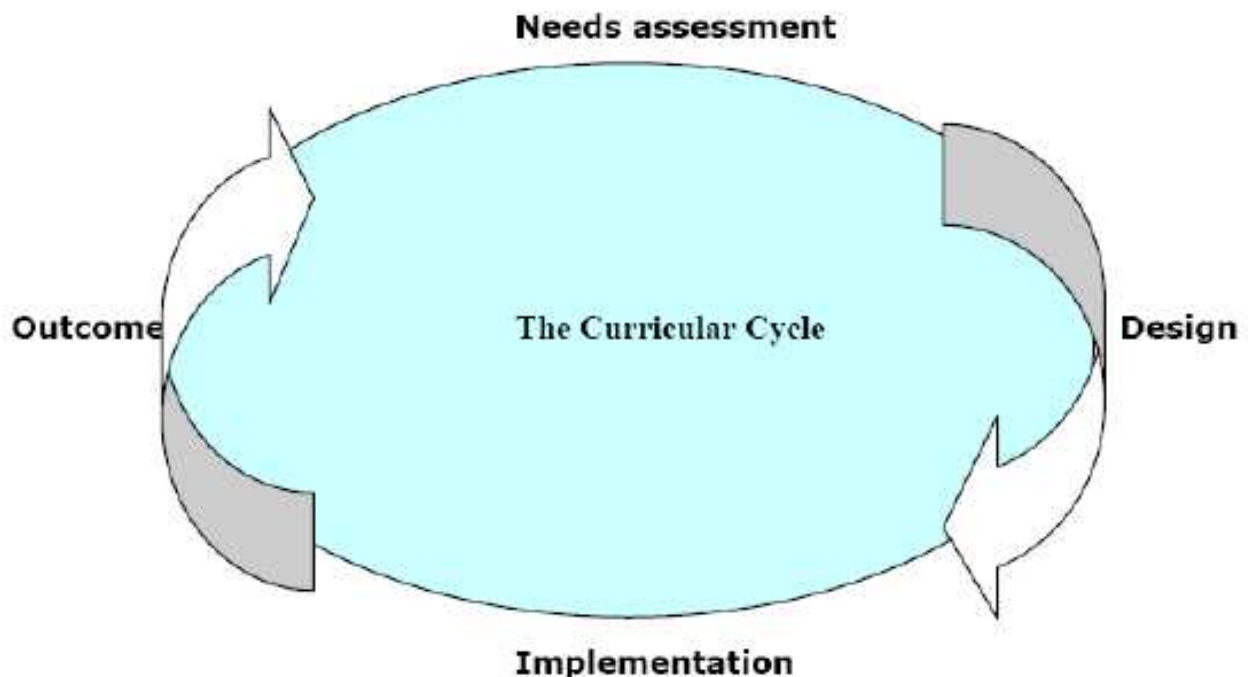 Needs assessment
Outcome
The Curricular Cycle
Design
Implementation